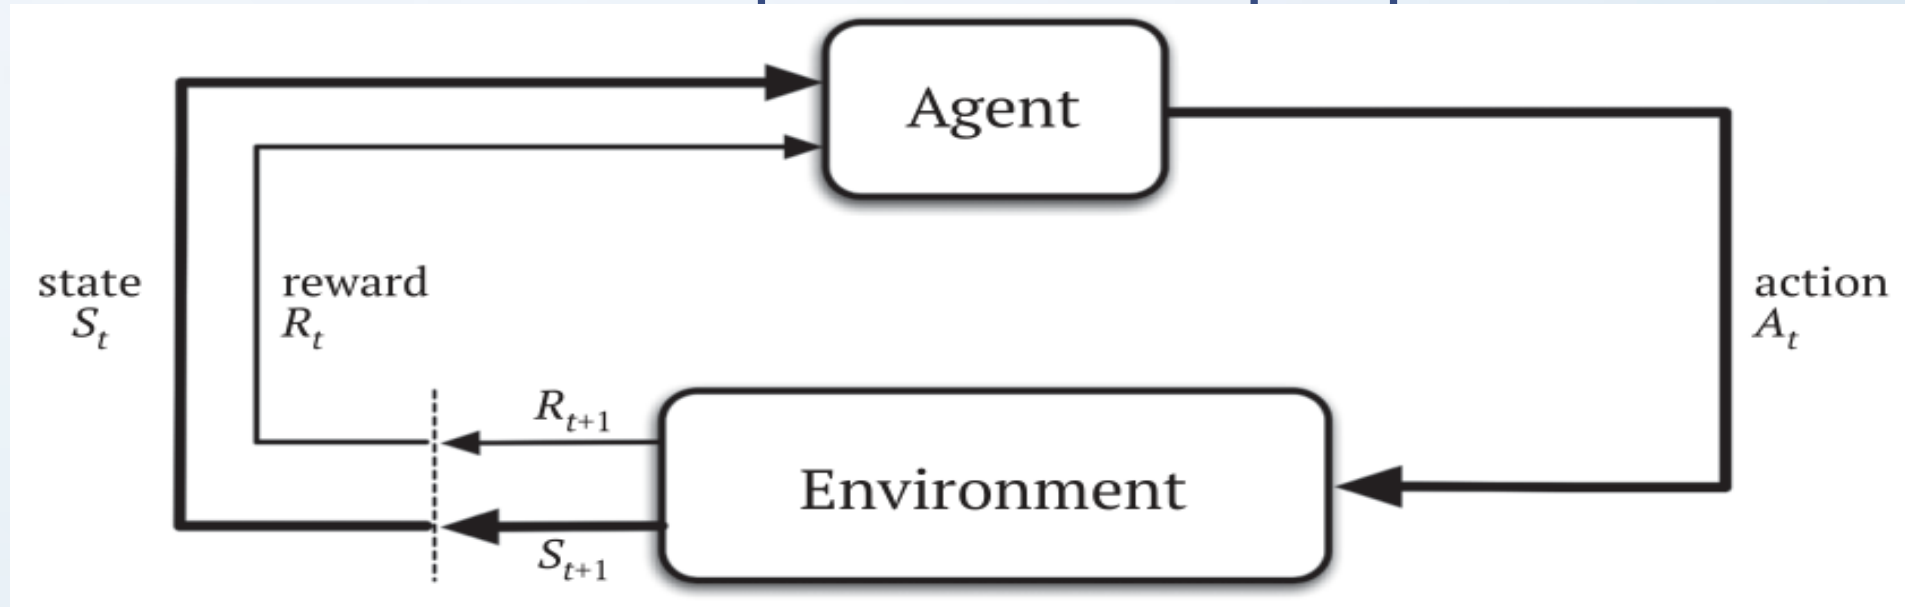 Agent
state
S_t
reward
R_t
action
A_t
R_{t+1}
Environment
S_{t+1}